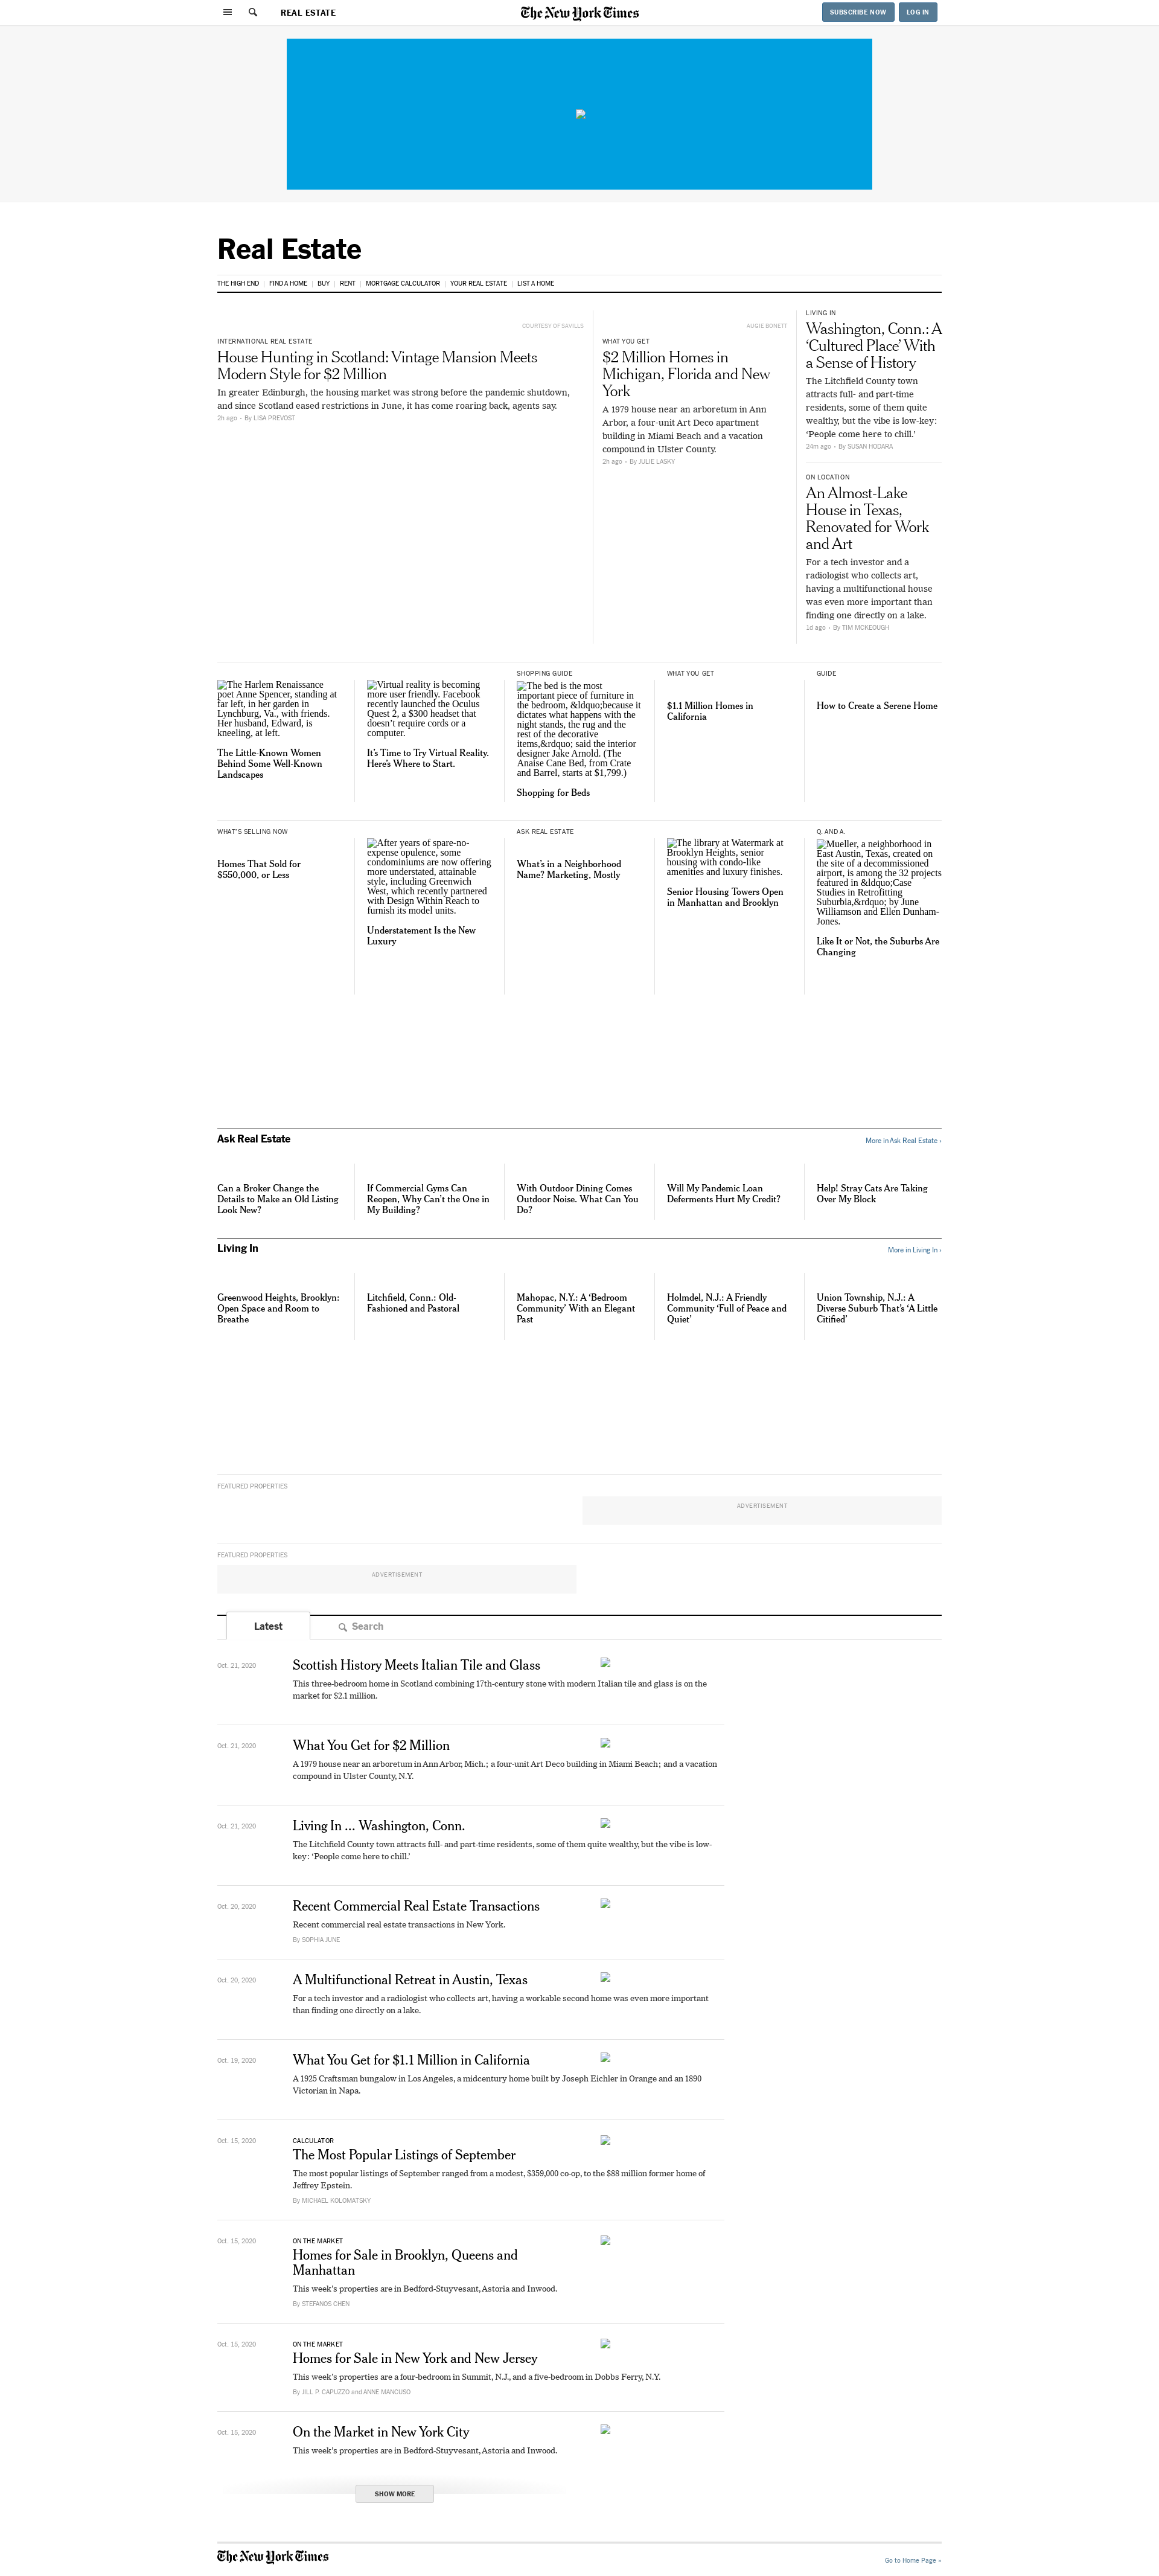 REAL ESTATE
The New York Times
SUBSCRIBE NOW
LOG IN
Real Estate
THE HIGH END
FIND A HOME
BUY
RENT
MORTGAGE CALCULATOR
YOUR REAL ESTATE
LIST A HOME
COURTESY OF SAVILLS
INTERNATIONAL REAL ESTATE
House Hunting in Scotland: Vintage Mansion Meets
Modern Style for $2 Million
In greater Edinburgh, the housing market was strong before the pandemic shutdown,
and since Scotland eased restrictions in June, it has come roaring back, agents say.
2h ago - By LISA PREVOST
AUGIE BONETT
WHAT YOU GET
$2 Million Homes in
Michigan, Florida and New
York
A 1979 house near an arboretum in Ann
Arbor, a four-unit Art Deco apartment
building in Miami Beach and a vacation
compound in Ulster County.
2h ago - By JULIE LASKY
LIVING IN
Washington, Conn.: A
‘Cultured Place’ With
a Sense of History
The Litchfield County town
attracts full- and part-time
residents, some of them quite
wealthy, but the vibe is low-key:
‘People come here to chill.’
24m ago - By SUSAN HODARA
ON LOCATION
An Almost-Lake
House in Texas,
Renovated for Work
and Art
For a tech investor and a
radiologist who collects art,
having a multifunctional house
was even more important than
finding one directly on a lake.
1d ago - By TIM MCKEOUGH
The Harlem Renaissance
poet Anne Spencer, standing at
far left, in her garden in
Lynchburg, Va., with friends.
Her husband, Edward, is
kneeling, at left.
The Little-Known Women
Behind Some Well-Known
Landscapes
Virtual reality is becoming
more user friendly. Facebook
recently launched the Oculus
Quest 2, a $300 headset that
doesn’t require cords or a
computer.
It’s Time to Try Virtual Reality.
Here’s Where to Start.
SHOPPING GUIDE
The bed is the most
important piece of furniture in
the bedroom, &ldquo;because it
dictates what happens with the
night stands, the rug and the
rest of the decorative
items,&rdquo; said the interior
designer Jake Arnold. (The
Anaise Cane Bed, from Crate
and Barrel, starts at $1,799.)
Shopping for Beds
WHAT YOU GET
$1.1 Million Homes in
California
GUIDE
How to Create a Serene Home
WHAT'S SELLING NOW
Homes That Sold for
$550,000, or Less
After years of spare-no-
expense opulence, some
condominiums are now offering
more understated, attainable
style, including Greenwich
West, which recently partnered
with Design Within Reach to
furnish its model units.
Understatement Is the New
Luxury
ASK REAL ESTATE
What’s in a Neighborhood
Name? Marketing, Mostly
The library at Watermark at
Brooklyn Heights, senior
housing with condo-like
amenities and luxury finishes.
Senior Housing Towers Open
in Manhattan and Brooklyn
Q. AND A.
Mueller, a neighborhood in
East Austin, Texas, created on
the site of a decommissioned
airport, is among the 32 projects
featured in &ldquo;Case
Studies in Retrofitting
Suburbia,&rdquo; by June
Williamson and Ellen Dunham-
Jones.
Like It or Not, the Suburbs Are
Changing
Ask Real Estate
More in Ask Real Estate ›
Can a Broker Change the
Details to Make an Old Listing
Look New?
If Commercial Gyms Can
Reopen, Why Can’t the One in
My Building?
With Outdoor Dining Comes
Outdoor Noise. What Can You
Do?
Will My Pandemic Loan
Deferments Hurt My Credit?
Help! Stray Cats Are Taking
Over My Block
Living In
More in Living In ›
Greenwood Heights, Brooklyn:
Open Space and Room to
Breathe
Litchfield, Conn.: Old-
Fashioned and Pastoral
Mahopac, N.Y.: A ‘Bedroom
Community’ With an Elegant
Past
Holmdel, N.J.: A Friendly
Community ‘Full of Peace and
Quiet’
Union Township, N.J.: A
Diverse Suburb That’s ‘A Little
Citified’
FEATURED PROPERTIES
ADVERTISEMENT
FEATURED PROPERTIES
ADVERTISEMENT
Latest
Search
Oct. 21, 2020
Scottish History Meets Italian Tile and Glass
This three-bedroom home in Scotland combining 17th-century stone with modern Italian tile and glass is on the
market for $2.1 million.
Oct. 21, 2020
What You Get for $2 Million
A 1979 house near an arboretum in Ann Arbor, Mich.; a four-unit Art Deco building in Miami Beach; and a vacation
compound in Ulster County, N.Y.
Oct. 21, 2020
Living In ... Washington, Conn.
The Litchfield County town attracts full- and part-time residents, some of them quite wealthy, but the vibe is low-
key: ‘People come here to chill.’
Oct. 20, 2020
Recent Commercial Real Estate Transactions
Recent commercial real estate transactions in New York.
By SOPHIA JUNE
Oct. 20, 2020
A Multifunctional Retreat in Austin, Texas
For a tech investor and a radiologist who collects art, having a workable second home was even more important
than finding one directly on a lake.
Oct. 19, 2020
What You Get for $1.1 Million in California
A 1925 Craftsman bungalow in Los Angeles, a midcentury home built by Joseph Eichler in Orange and an 1890
Victorian in Napa.
Oct. 15, 2020
CALCULATOR
The Most Popular Listings of September
The most popular listings of September ranged from a modest, $359,000 co-op, to the $88 million former home of
Jeffrey Epstein.
By MICHAEL KOLOMATSKY
Oct. 15, 2020
ON THE MARKET
Homes for Sale in Brooklyn, Queens and
Manhattan
This week’s properties are in Bedford-Stuyvesant, Astoria and Inwood.
By STEFANOS CHEN
Oct. 15, 2020
ON THE MARKET
Homes for Sale in New York and New Jersey
This week’s properties are a four-bedroom in Summit, N.J., and a five-bedroom in Dobbs Ferry, N.Y.
By JILL P. CAPUZZO and ANNE MANCUSO
Oct. 15, 2020
On the Market in New York City
This week’s properties are in Bedford-Stuyvesant, Astoria and Inwood.
SHOW MORE
The New York Times
Go to Home Page »